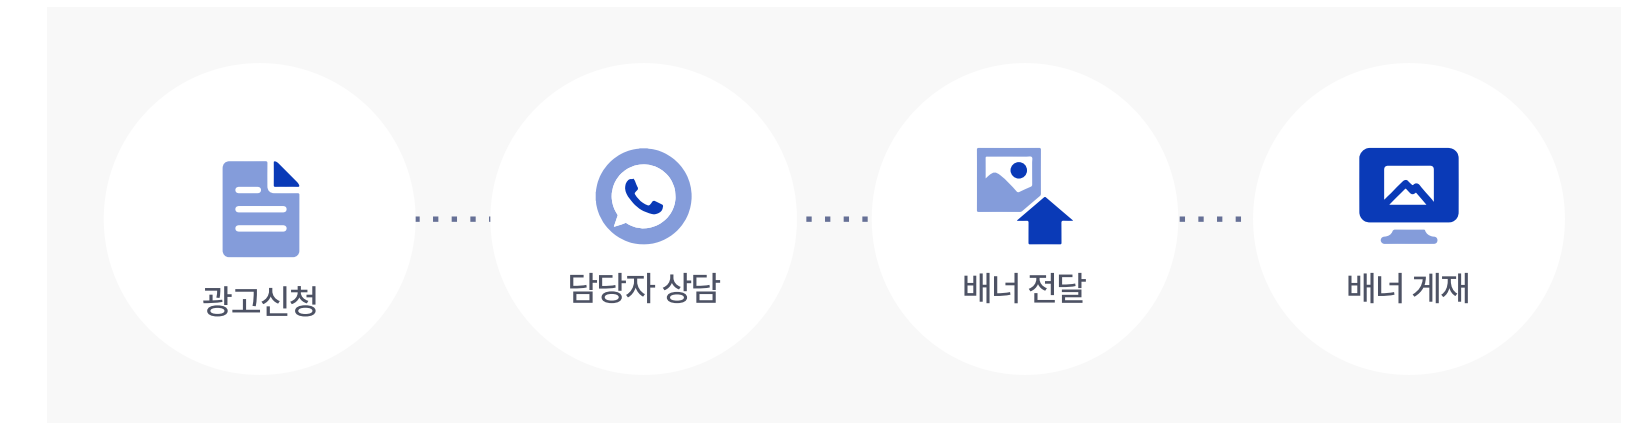 광고신청
담당자 상담
배너 전달
배너 게재